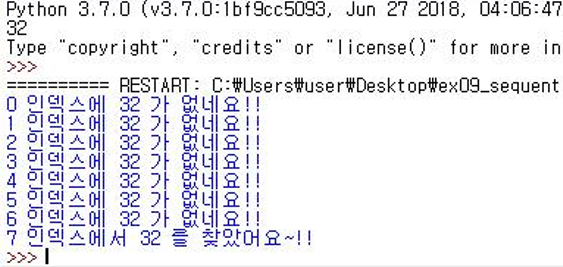 Python 3.7.0 (v3.7.0:1bf9cc5093, Jun 27 2018, 04:06:47
32
Type "copyright", "credits" or "license()" for more in
>>>
========== RESTART: C:₩Users₩user₩Desktop₩ex09_sequent
0 인덱스에 32 가 없네요!!
1 인덱스에 32 가 없네요!!
2 인덱스에 32 가 없네요!!
3 인덱스에 32 가 없네요!!
4 인덱스에 32 가 없네요!!
5 인덱스에 32 가 없네요!!
6 인덱스에 32 가 없네요!!
7 인덱스에서 32 를 찾았어요~!!
>>>